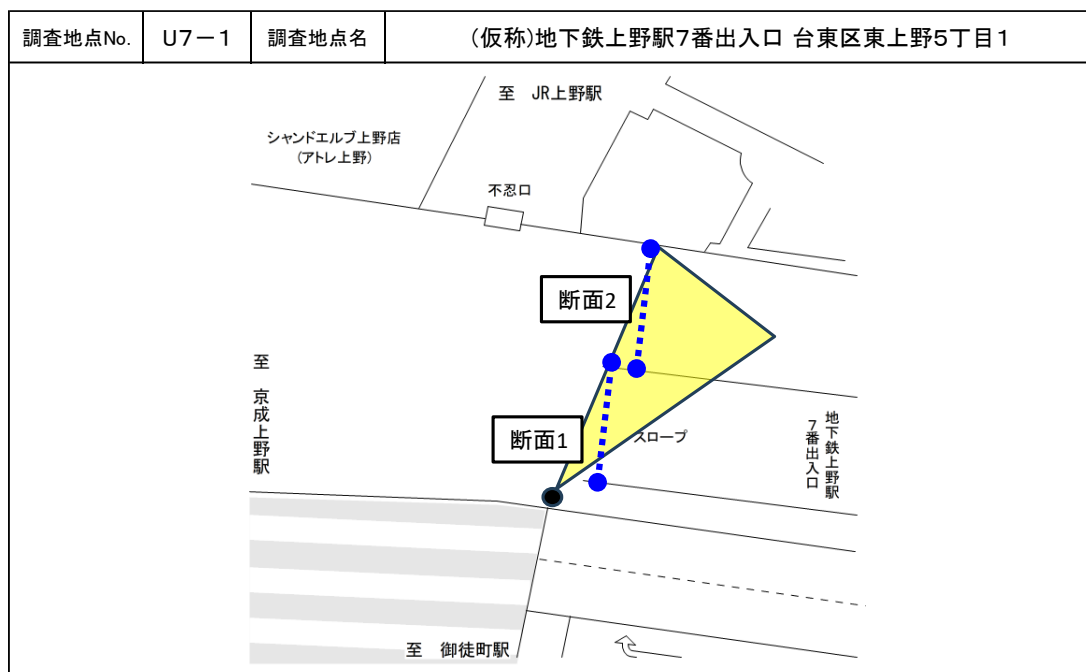 調査地点No.
U7－1
調査地点名
(仮称)地下鉄上野駅7番出入口 台東区東上野5丁目1
至 JR上野駅
シャンドエルブ上野店
(アトレ上野)
不忍口
断面2
至 京成上野駅
断面1
スロープ
地下鉄上野駅
7番出入口
至 御徒町駅